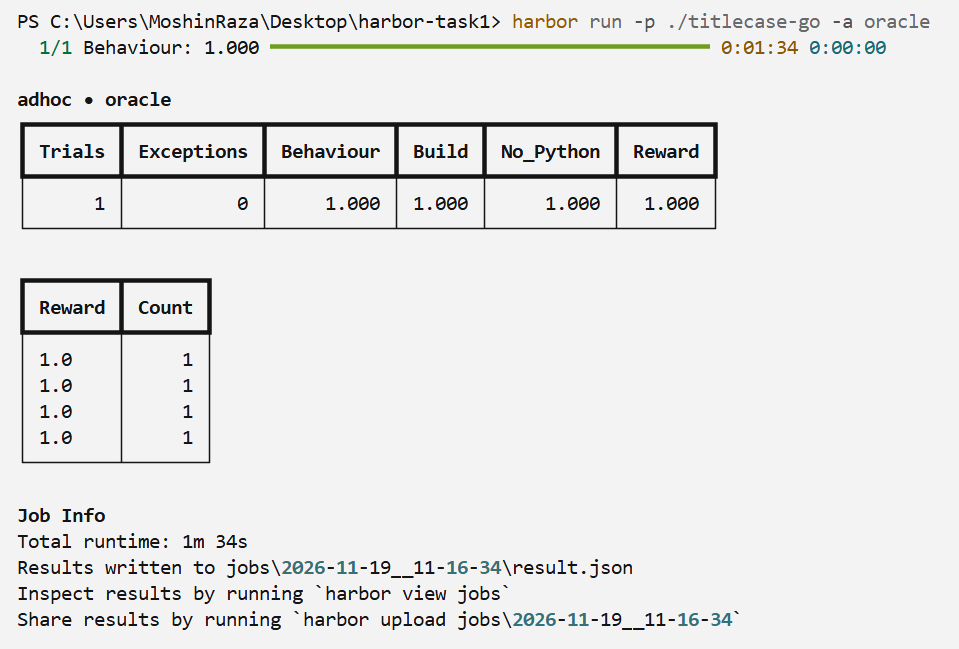 PS C:\Users\MoshinRaza\Desktop\harbor-task1> harbor run -p ./titlecase-go -a oracle
1/1 Behaviour: 1.000 0:01:34 0:00:00
adhoc • oracle
Trials Exceptions Behaviour Build No_Python Reward
1 0 1.000 1.000 1.000 1.000
Reward Count
1.0 1
1.0 1
1.0 1
1.0 1
Job Info
Total runtime: 1m 34s
Results written to jobs\2026-11-19__11-16-34\result.json
Inspect results by running `harbor view jobs`
Share results by running `harbor upload jobs\2026-11-19__11-16-34`